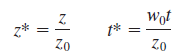 z* = z/z₀    t* = w₀t/z₀